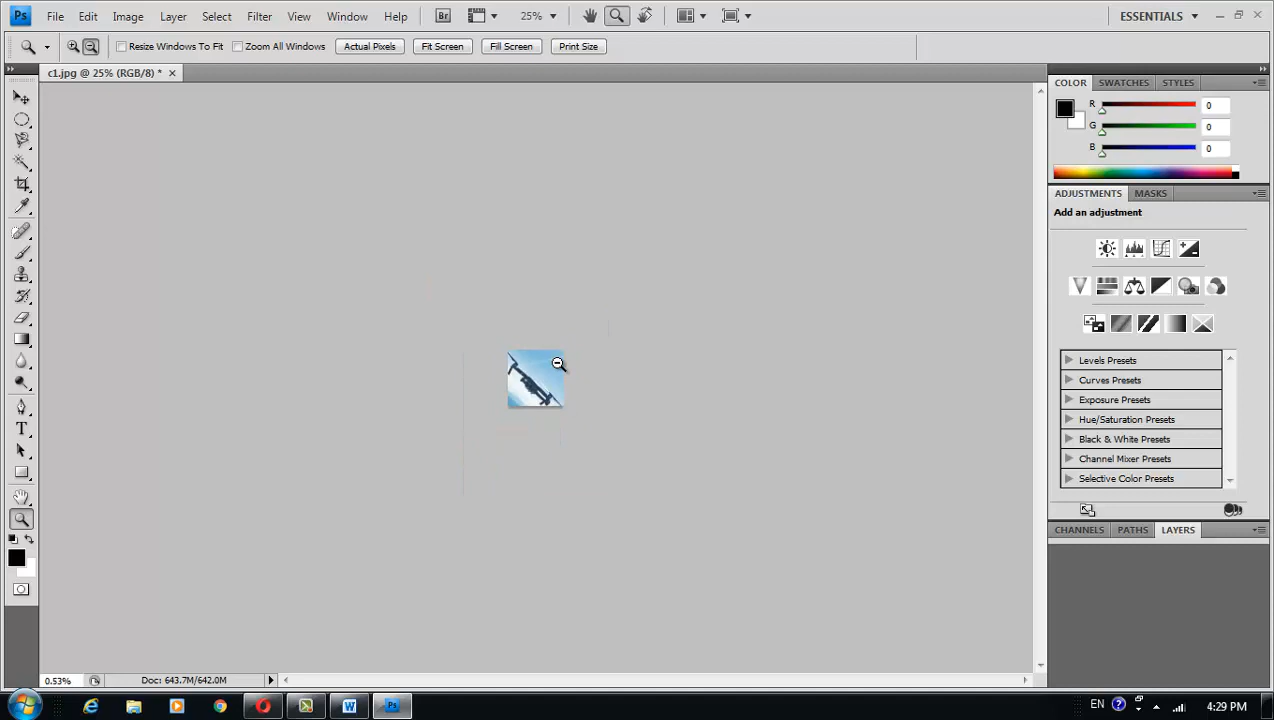 Ps File Edit Image Layer Select Filter View Window Help Br 25% ESSENTIALS
Resize Windows To Fit Zoom All Windows Actual Pixels Fit Screen Fill Screen Print Size
c1.jpg @ 25% (RGB/8) *
COLOR SWATCHES STYLES
R 0
G 0
B 0
ADJUSTMENTS MASKS
Add an adjustment
Levels Presets
Curves Presets
Exposure Presets
Hue/Saturation Presets
Black & White Presets
Channel Mixer Presets
Selective Color Presets
CHANNELS PATHS LAYERS
T
0.53% Doc: 643.7M/642.0M
W Ps EN ? 4:29 PM